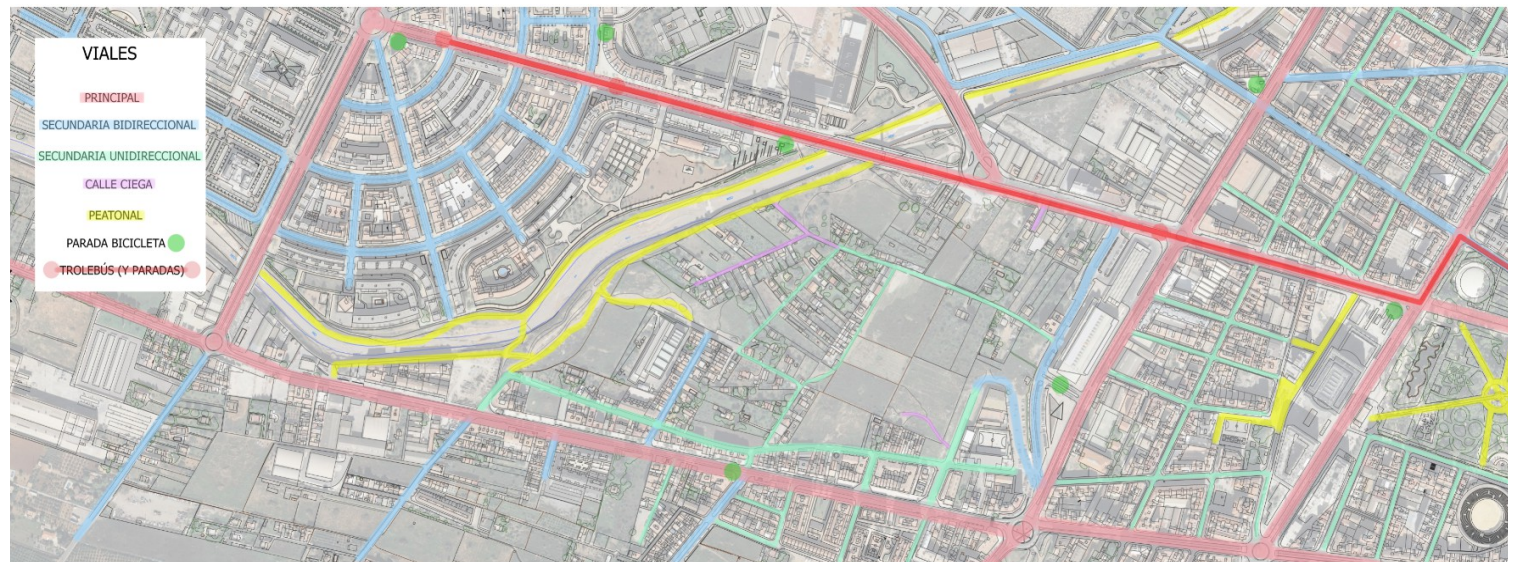 VIALES
PRINCIPAL
SECUNDARIA BIDIRECCIONAL
SECUNDARIA UNIDIRECCIONAL
CALLE CIEGA
PEATONAL
PARADA BICICLETA
TROLEBÚS (Y PARADAS)